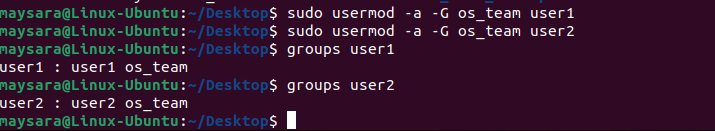 maysara@Linux-Ubuntu:~/Desktop$ sudo usermod -a -G os_team user1
maysara@Linux-Ubuntu:~/Desktop$ sudo usermod -a -G os_team user2
maysara@Linux-Ubuntu:~/Desktop$ groups user1
user1 : user1 os_team
maysara@Linux-Ubuntu:~/Desktop$ groups user2
user2 : user2 os_team
maysara@Linux-Ubuntu:~/Desktop$